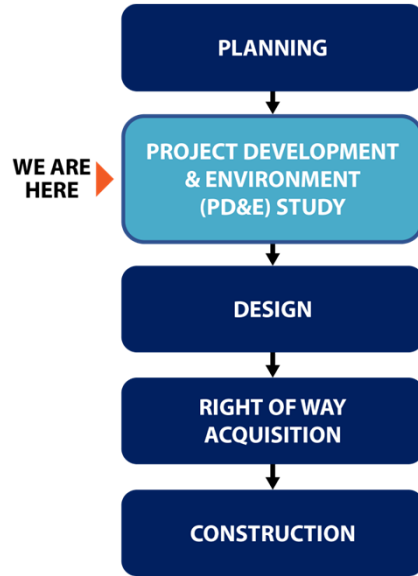 PLANNING
WE ARE
HERE
PROJECT DEVELOPMENT
& ENVIRONMENT
(PD&E) STUDY
DESIGN
RIGHT OF WAY
ACQUISITION
CONSTRUCTION